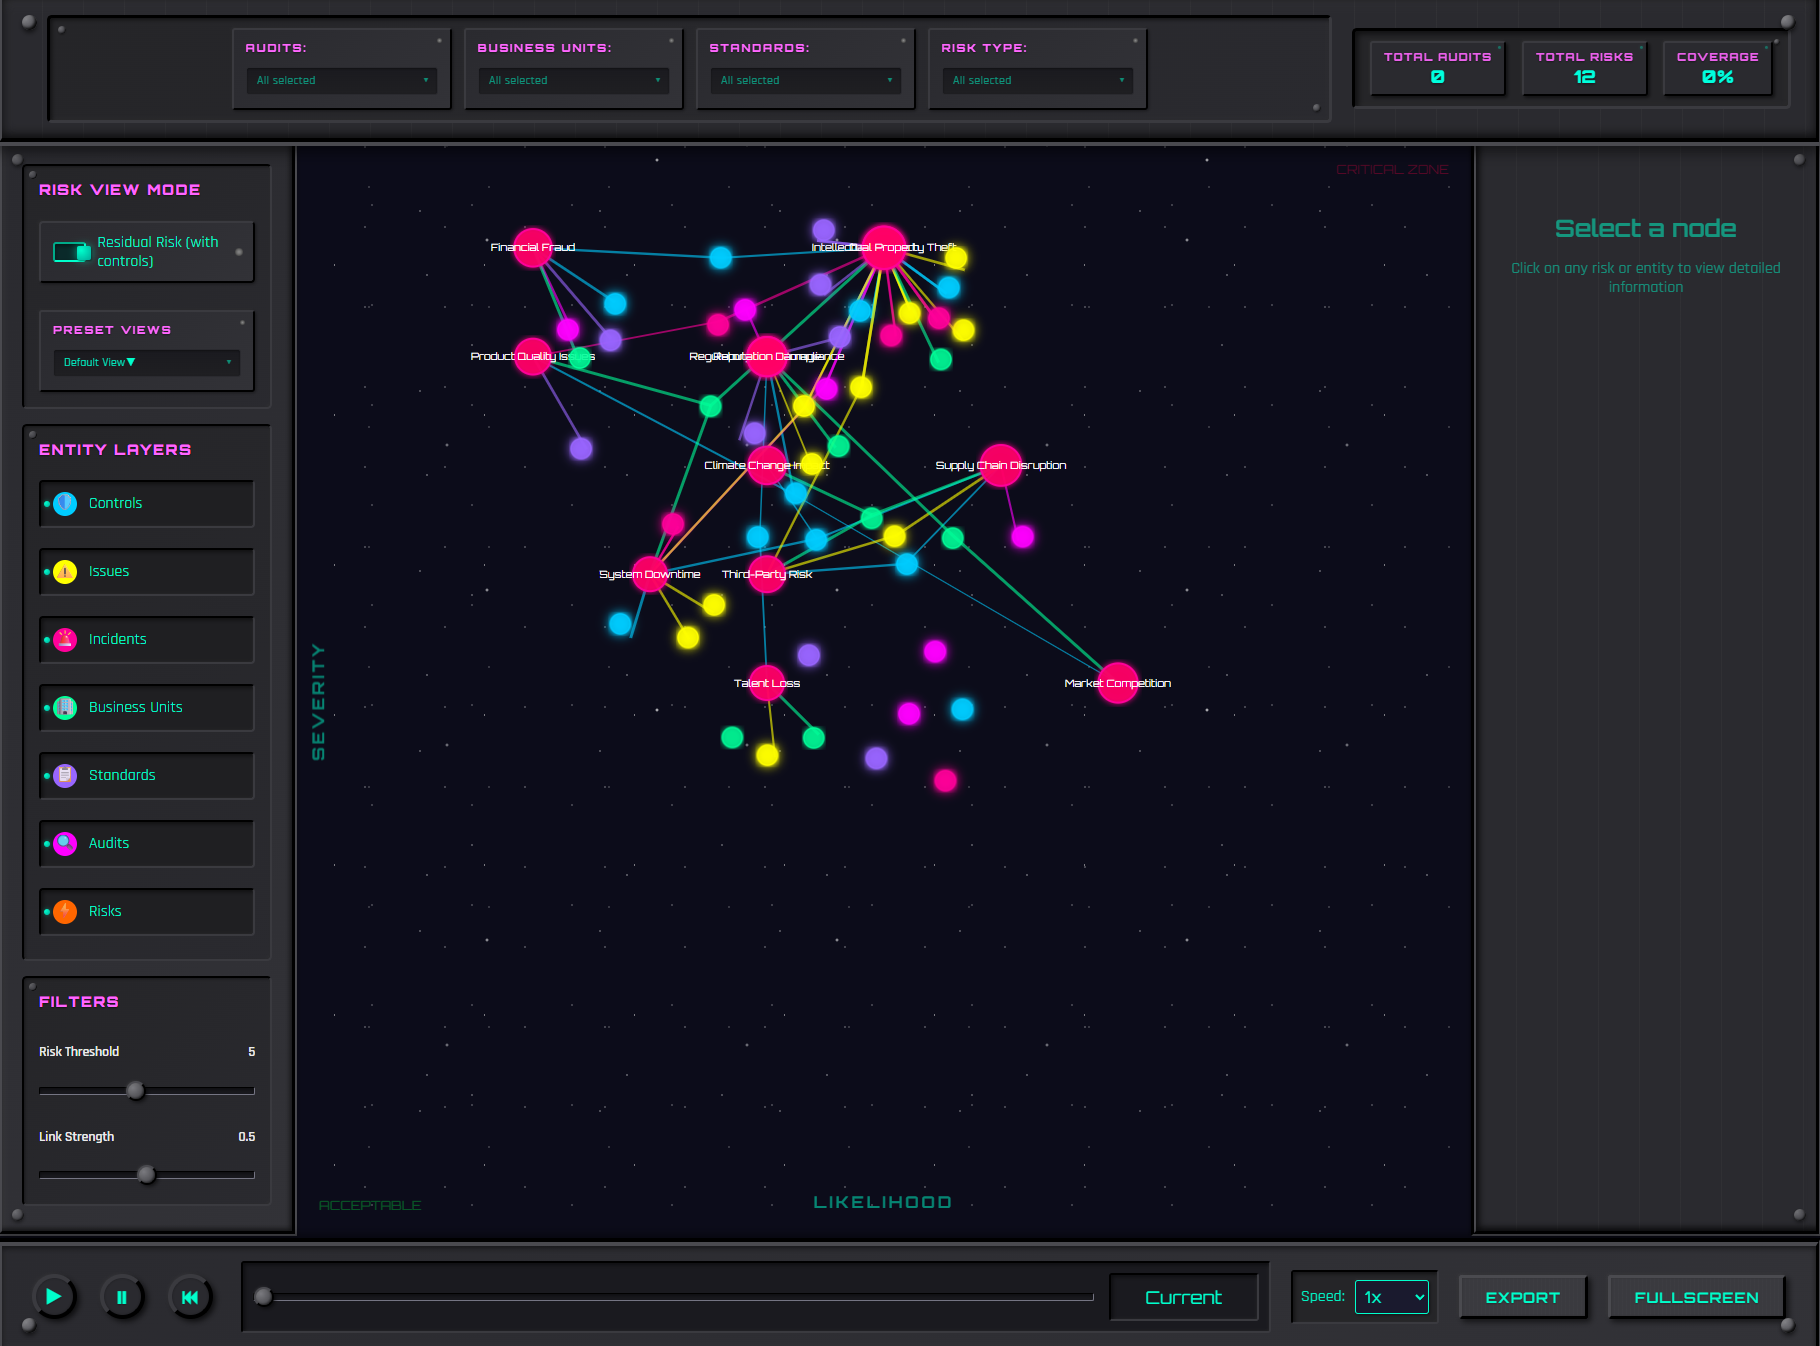 AUDITS:
All selected
BUSINESS UNITS:
All selected
STANDARDS:
All selected
RISK TYPE:
All selected
TOTAL AUDITS
0
TOTAL RISKS
12
COVERAGE
0%
RISK VIEW MODE
Residual Risk (with
controls)
PRESET VIEWS
Default View▼
ENTITY LAYERS
Controls
Issues
Incidents
Business Units
Standards
Audits
Risks
FILTERS
Risk Threshold 5
Link Strength 0.5
CRITICAL ZONE
Financial Fraud
Property Theft
Product Quality Issues
Climate Change Impact
Supply Chain Disruption
System Downtime
Third-Party Risk
Talent Loss
Market Competition
SEVERITY
ACCEPTABLE
LIKELIHOOD
Select a node
Click on any risk or entity to view detailed
information
Current
Speed:
1x
EXPORT
FULLSCREEN